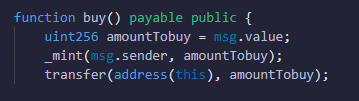 function buy() payable public {
    uint256 amountTobuy = msg.value;
    _mint(msg.sender, amountTobuy);
    transfer(address(this), amountTobuy);